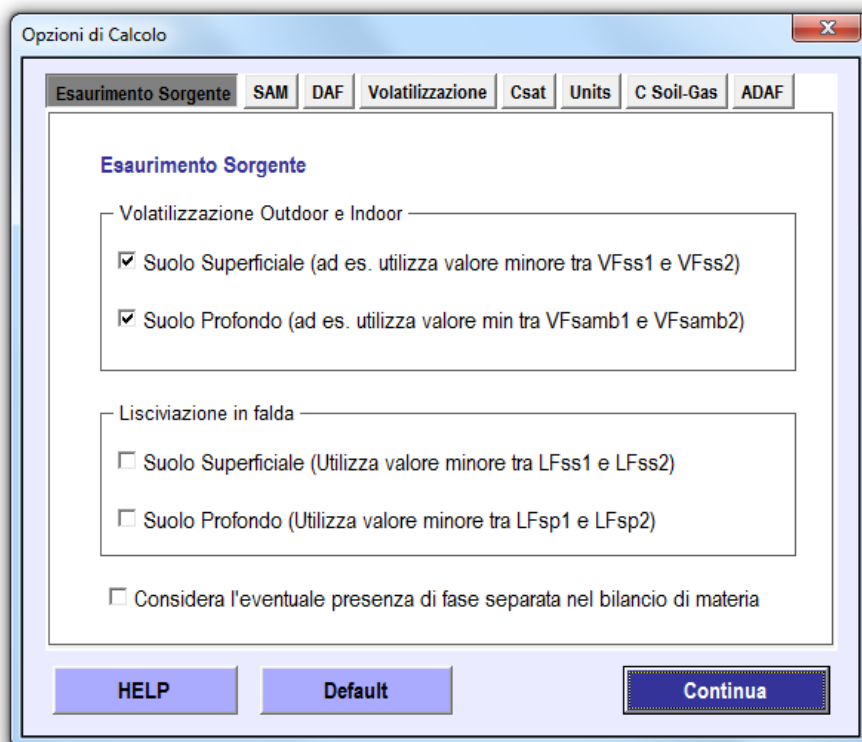 Opzioni di Calcolo
x
Esaurimento Sorgente SAM DAF Volatilizzazione Csat Units C Soil-Gas ADAF
Esaurimento Sorgente
Volatilizzazione Outdoor e Indoor
Suolo Superficiale (ad es. utilizza valore minore tra VFss1 e VFss2)
Suolo Profondo (ad es. utilizza valore min tra VFsamb1 e VFsamb2)
Lisciviazione in falda
Suolo Superficiale (Utilizza valore minore tra LFss1 e LFss2)
Suolo Profondo (Utilizza valore minore tra LFsp1 e LFsp2)
Considera l'eventuale presenza di fase separata nel bilancio di materia
HELP Default Continua